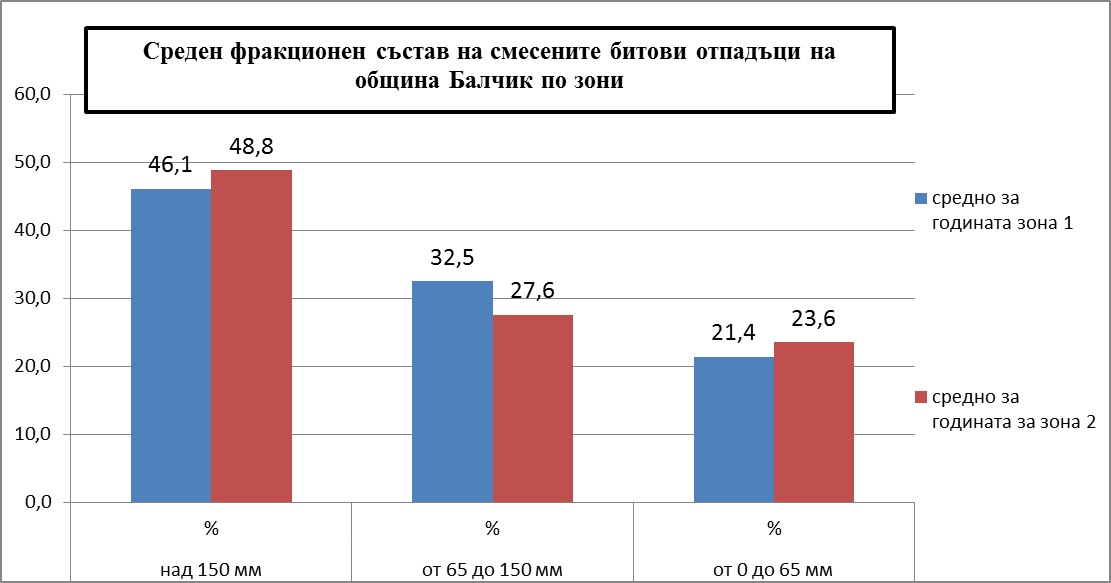 Среден фракционен състав на смесените битови отпадъци на
община Балчик по зони
60,0
50,0
40,0
30,0
20,0
10,0
0,0
46,1
48,8
32,5
27,6
21,4
23,6
% % %
над 150 мм от 65 до 150 мм от 0 до 65 мм
средно за
годината зона 1
средно за
годината за зона 2